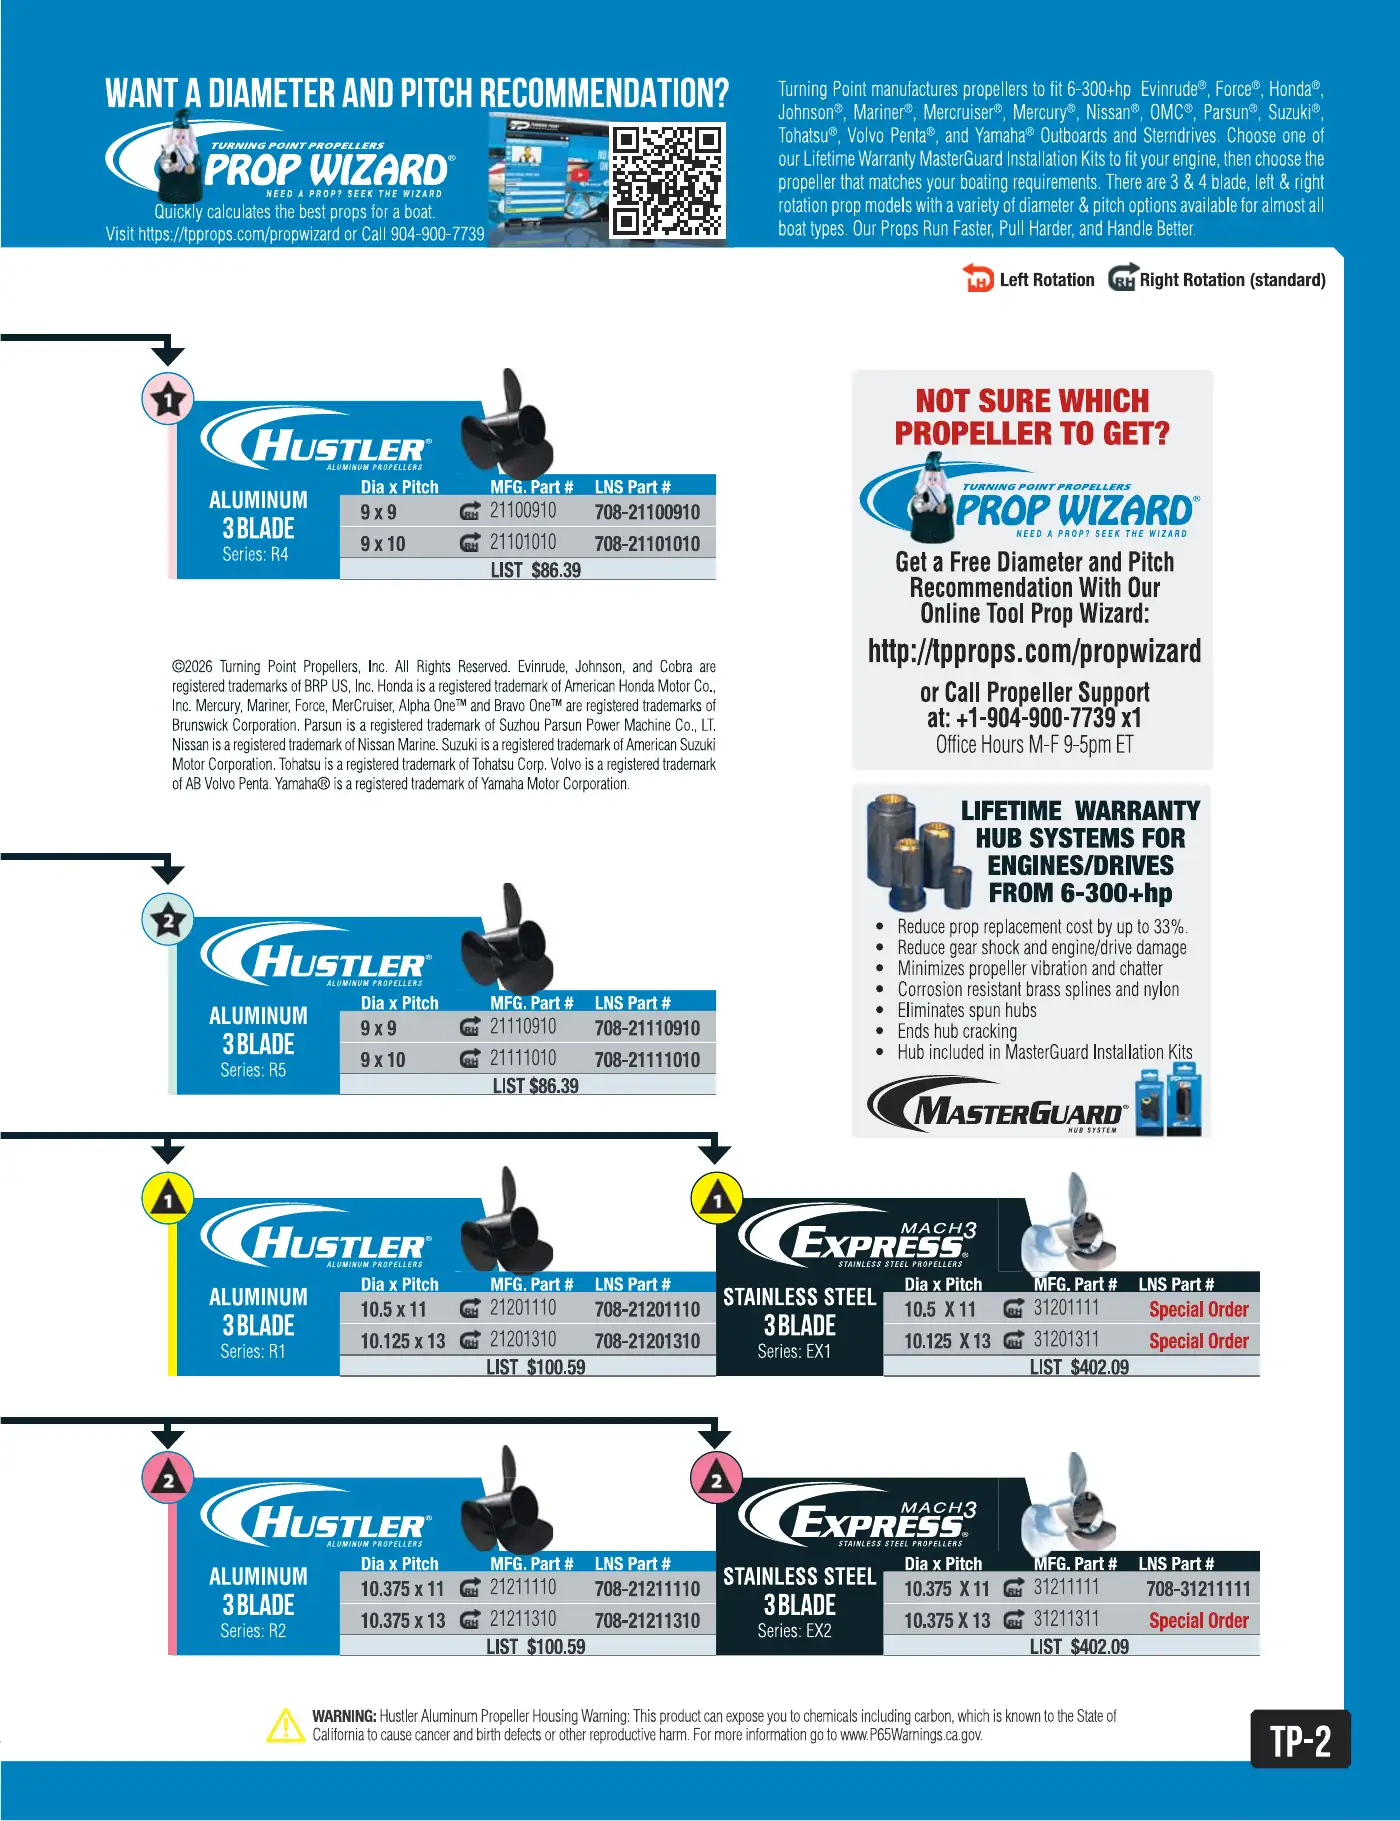 WANT A DIAMETER AND PITCH RECOMMENDATION?
TURNING POINT PROPELLERS
PROP WIZARD®
NEED A PROP? SEEK THE WIZARD
Quickly calculates the best props for a boat.
Visit https://tpprops.com/propwizard or Call 904-900-7739
Turning Point manufactures propellers to fit 6-300+hp Evinrude®, Force®, Honda®,
Johnson®, Mariner®, Mercruiser®, Mercury®, Nissan®, OMC®, Parsun®, Suzuki®,
Tohatsu®, Volvo Penta®, and Yamaha® Outboards and Sterndrives. Choose one of
our Lifetime Warranty MasterGuard Installation Kits to fit your engine, then choose the
propeller that matches your boating requirements. There are 3 & 4 blade, left & right
rotation prop models with a variety of diameter & pitch options available for almost all
boat types. Our Props Run Faster, Pull Harder, and Handle Better.
LH Left Rotation RH Right Rotation (standard)
1
HUSTLER®
ALUMINUM PROPELLERS
ALUMINUM
3 BLADE
Series: R4
Dia x Pitch MFG. Part # LNS Part #
9 x 9 RH 21100910 708-21100910
9 x 10 RH 21101010 708-21101010
LIST $86.39
©2026 Turning Point Propellers, Inc. All Rights Reserved. Evinrude, Johnson, and Cobra are
registered trademarks of BRP US, Inc. Honda is a registered trademark of American Honda Motor Co.,
Inc. Mercury, Mariner, Force, MerCruiser, Alpha One™ and Bravo One™ are registered trademarks of
Brunswick Corporation. Parsun is a registered trademark of Suzhou Parsun Power Machine Co., LT.
Nissan is a registered trademark of Nissan Marine. Suzuki is a registered trademark of American Suzuki
Motor Corporation. Tohatsu is a registered trademark of Tohatsu Corp. Volvo is a registered trademark
of AB Volvo Penta. Yamaha® is a registered trademark of Yamaha Motor Corporation.
NOT SURE WHICH
PROPELLER TO GET?
TURNING POINT PROPELLERS
PROP WIZARD®
NEED A PROP? SEEK THE WIZARD
Get a Free Diameter and Pitch
Recommendation With Our
Online Tool Prop Wizard:
http://tpprops.com/propwizard
or Call Propeller Support
at: +1-904-900-7739 x1
Office Hours M-F 9-5pm ET
LIFETIME WARRANTY
HUB SYSTEMS FOR
ENGINES/DRIVES
FROM 6-300+hp
• Reduce prop replacement cost by up to 33%.
• Reduce gear shock and engine/drive damage
• Minimizes propeller vibration and chatter
• Corrosion resistant brass splines and nylon
• Eliminates spun hubs
• Ends hub cracking
• Hub included in MasterGuard Installation Kits
MASTERGUARD®
HUB SYSTEM
2
HUSTLER®
ALUMINUM PROPELLERS
ALUMINUM
3 BLADE
Series: R5
Dia x Pitch MFG. Part # LNS Part #
9 x 9 RH 21110910 708-21110910
9 x 10 RH 21111010 708-21111010
LIST $86.39
1
HUSTLER®
ALUMINUM PROPELLERS
ALUMINUM
3 BLADE
Series: R1
Dia x Pitch MFG. Part # LNS Part #
10.5 x 11 RH 21201110 708-21201110
10.125 x 13 RH 21201310 708-21201310
LIST $100.59
1
MACH3
EXPRESS®
STAINLESS STEEL PROPELLERS
STAINLESS STEEL
3 BLADE
Series: EX1
Dia x Pitch MFG. Part # LNS Part #
10.5 X 11 RH 31201111 Special Order
10.125 X 13 RH 31201311 Special Order
LIST $402.09
2
HUSTLER®
ALUMINUM PROPELLERS
ALUMINUM
3 BLADE
Series: R2
Dia x Pitch MFG. Part # LNS Part #
10.375 x 11 RH 21211110 708-21211110
10.375 x 13 RH 21211310 708-21211310
LIST $100.59
2
MACH3
EXPRESS®
STAINLESS STEEL PROPELLERS
STAINLESS STEEL
3 BLADE
Series: EX2
Dia x Pitch MFG. Part # LNS Part #
10.375 X 11 RH 31211111 708-31211111
10.375 X 13 RH 31211311 Special Order
LIST $402.09
WARNING: Hustler Aluminum Propeller Housing Warning: This product can expose you to chemicals including carbon, which is known to the State of
California to cause cancer and birth defects or other reproductive harm. For more information go to www.P65Warnings.ca.gov.
TP-2